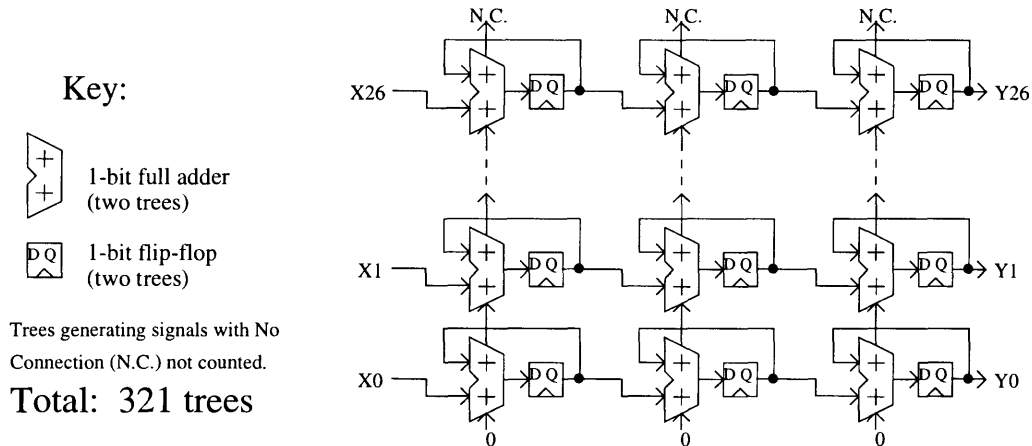 Key:
+
+
1-bit full adder
(two trees)
D Q
1-bit flip-flop
(two trees)
Trees generating signals with No
Connection (N.C.) not counted.
Total: 321 trees
N.C. N.C. N.C.
X26 + + D Q + + D Q + + D Q Y26
X1 + + D Q + + D Q + + D Q Y1
X0 + + D Q + + D Q + + D Q Y0
0 0 0